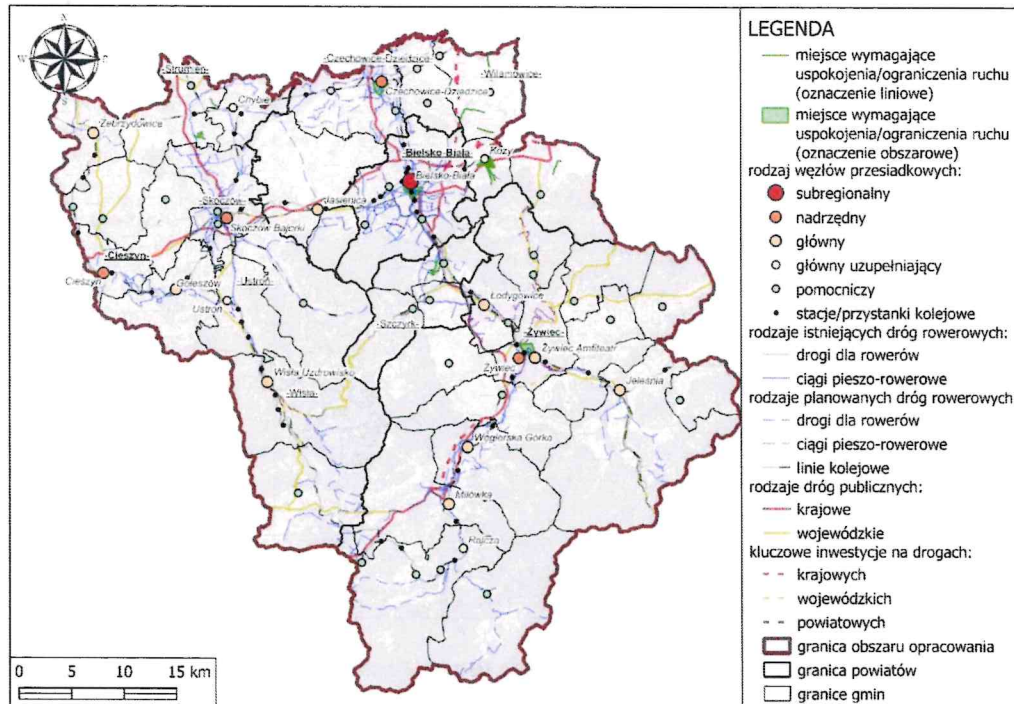 N
W
E
S
-Strumień-
-Czechowice-Dziedzice-
Czechowice-Dziedzice
-Wilamowice-
Chybie
Zebrzydowice
-Bielsko-Biała-
Bielsko-Biała
Kozy
Jasienica
-Skoczów-
Skoczów Bajerki
-Cieszyn-
Cieszyn
Goleszów
-Ustroń-
Ustroń
Łodygowice
-Szczyrk-
-Żywiec-
Żywiec Amfiteatr
Żywiec
Wisła Uzdrowisko
-Wisła-
Jeleśnia
Węgierska Górka
Milówka
Rajcza
0 5 10 15 km
LEGENDA
miejsce wymagające
uspokojenia/ograniczenia ruchu
(oznaczenie liniowe)
miejsce wymagające
uspokojenia/ograniczenia ruchu
(oznaczenie obszarowe)
rodzaj węzłów przesiadkowych:
subregionalny
nadrzędny
główny
główny uzupełniający
pomocniczy
stacje/przystanki kolejowe
rodzaje istniejących dróg rowerowych:
drogi dla rowerów
ciągi pieszo-rowerowe
rodzaje planowanych dróg rowerowych
drogi dla rowerów
ciągi pieszo-rowerowe
linie kolejowe
rodzaje dróg publicznych:
krajowe
wojewódzkie
kluczowe inwestycje na drogach:
krajowych
wojewódzkich
powiatowych
granica obszaru opracowania
granica powiatów
granice gmin